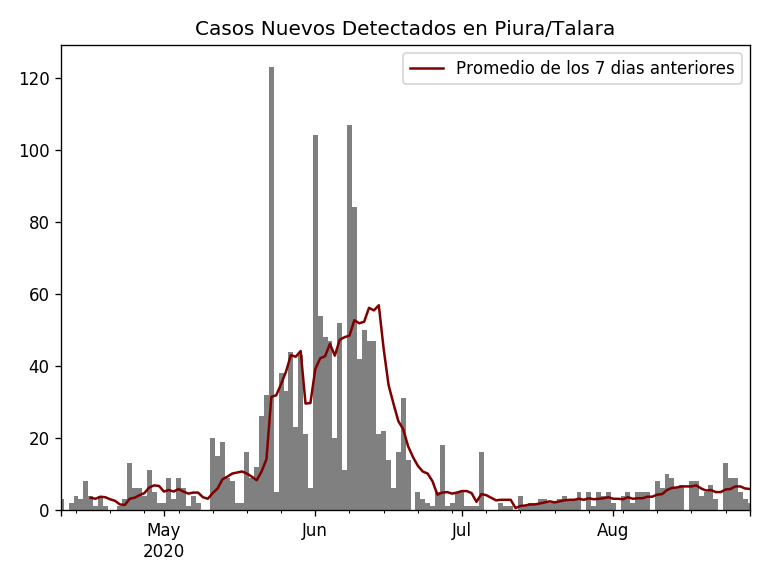 Casos Nuevos Detectados en Piura/Talara
Promedio de los 7 dias anteriores
120
100
80
60
40
20
0
May Jun Jul Aug
2020